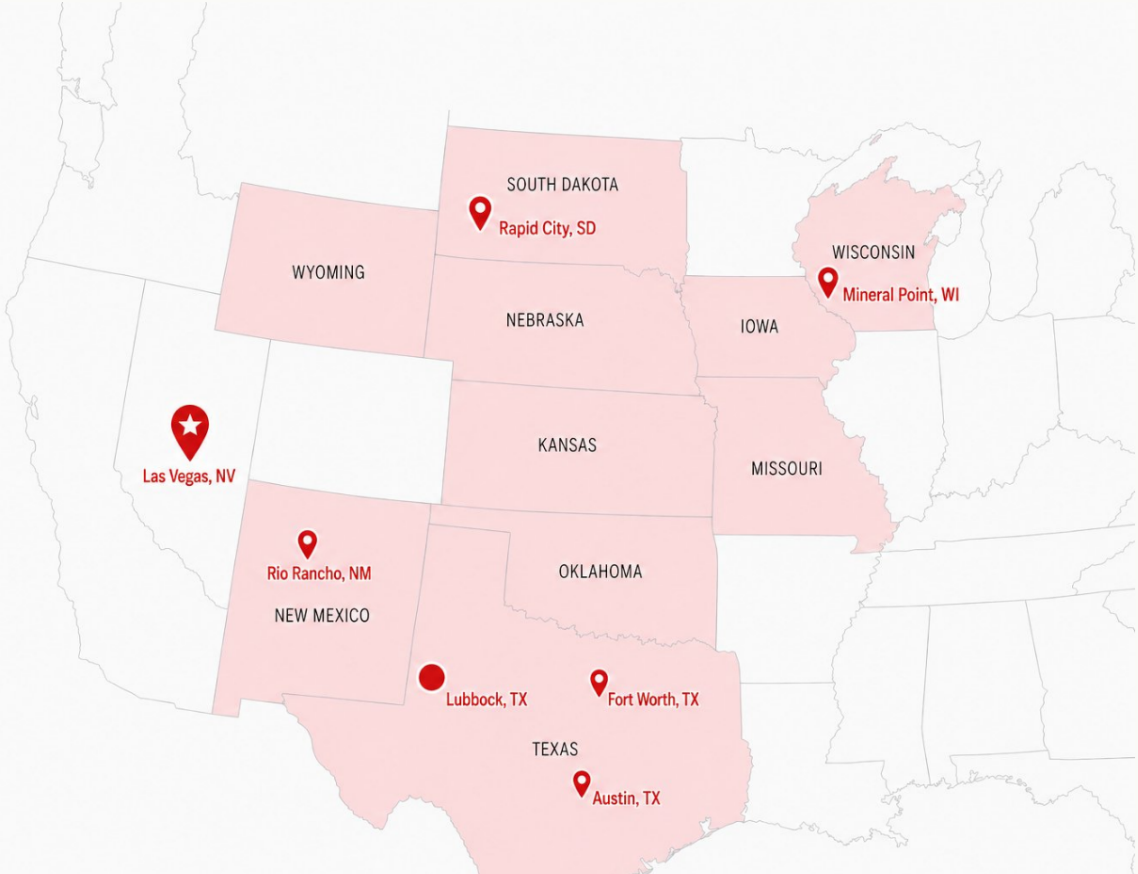 SOUTH DAKOTA
Rapid City, SD
WISCONSIN
WYOMING
Mineral Point, WI
NEBRASKA
IOWA
KANSAS
MISSOURI
Las Vegas, NV
Rio Rancho, NM
OKLAHOMA
NEW MEXICO
Lubbock, TX
Fort Worth, TX
TEXAS
Austin, TX